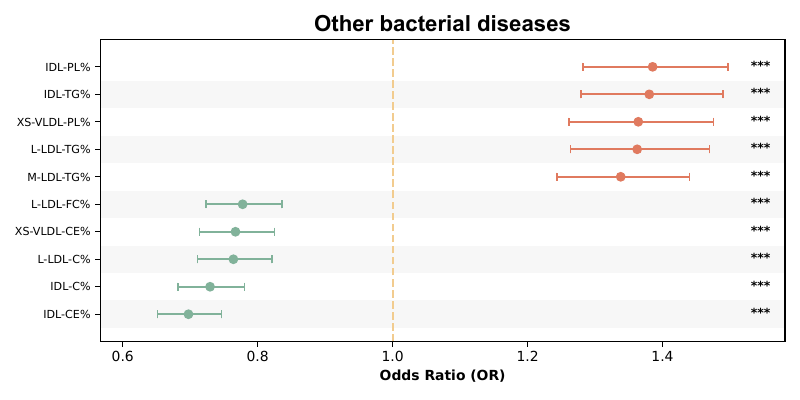 Other bacterial diseases
IDL-PL% ***
IDL-TG% ***
XS-VLDL-PL% ***
L-LDL-TG% ***
M-LDL-TG% ***
L-LDL-FC% ***
XS-VLDL-CE% ***
L-LDL-C% ***
IDL-C% ***
IDL-CE% ***
0.6 0.8 1.0 1.2 1.4
Odds Ratio (OR)